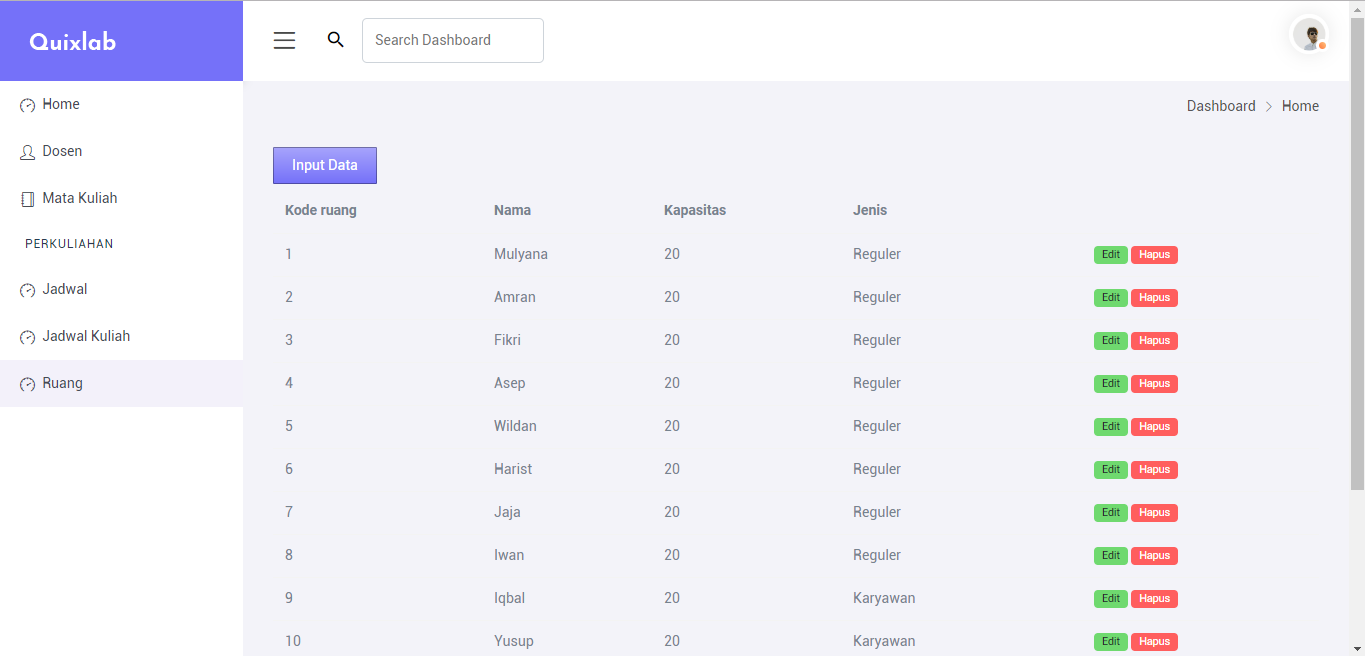 Quixlab
Search Dashboard
Home
Dosen
Mata Kuliah
PERKULIAHAN
Jadwal
Jadwal Kuliah
Ruang
Dashboard > Home
Input Data
Kode ruang Nama Kapasitas Jenis
1 Mulyana 20 Reguler Edit Hapus
2 Amran 20 Reguler Edit Hapus
3 Fikri 20 Reguler Edit Hapus
4 Asep 20 Reguler Edit Hapus
5 Wildan 20 Reguler Edit Hapus
6 Harist 20 Reguler Edit Hapus
7 Jaja 20 Reguler Edit Hapus
8 Iwan 20 Reguler Edit Hapus
9 Iqbal 20 Karyawan Edit Hapus
10 Yusup 20 Karyawan Edit Hapus